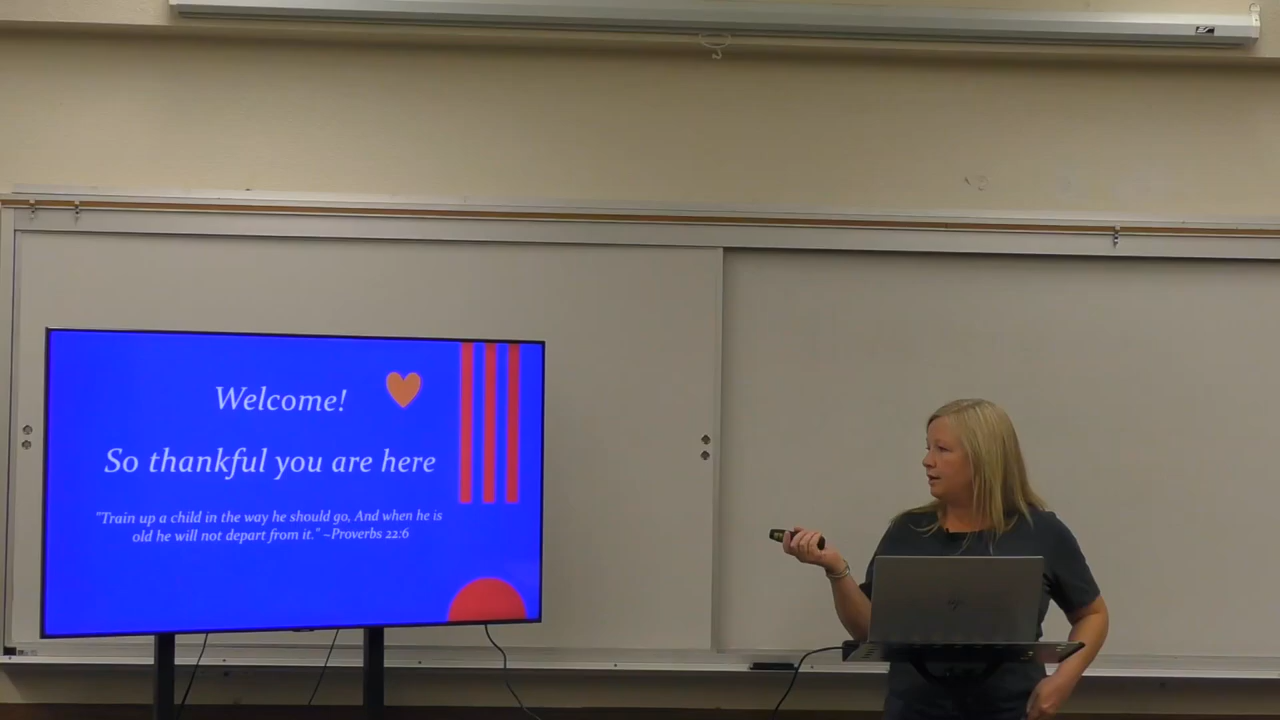 Welcome!
So thankful you are here
"Train up a child in the way he should go, And when he is
old he will not depart from it." ~Proverbs 22:6